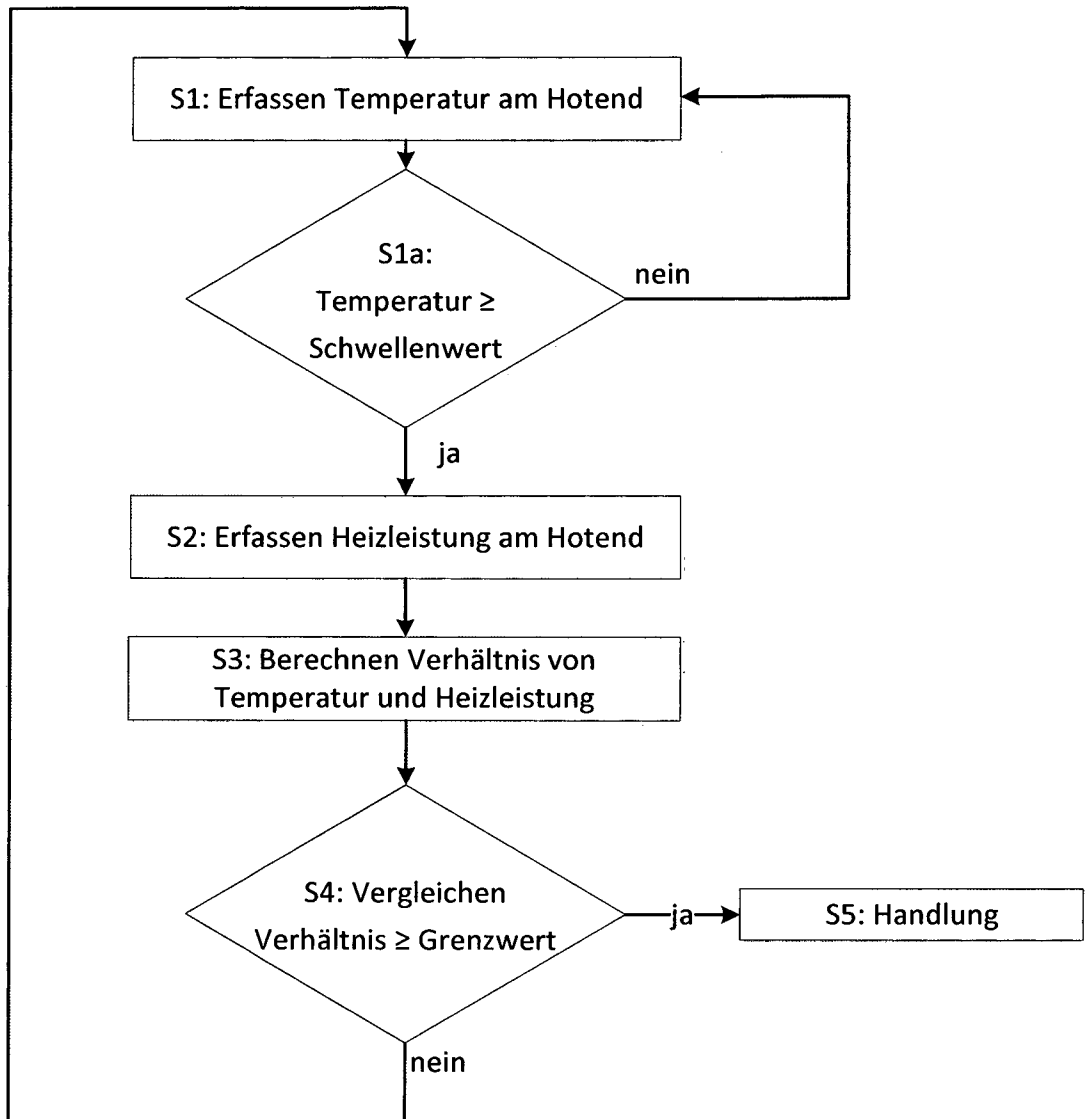 S1: Erfassen Temperatur am Hotend
S1a:
Temperatur ≥
Schwellenwert
nein
ja
S2: Erfassen Heizleistung am Hotend
S3: Berechnen Verhältnis von
Temperatur und Heizleistung
S4: Vergleichen
Verhältnis ≥ Grenzwert
ja
S5: Handlung
nein